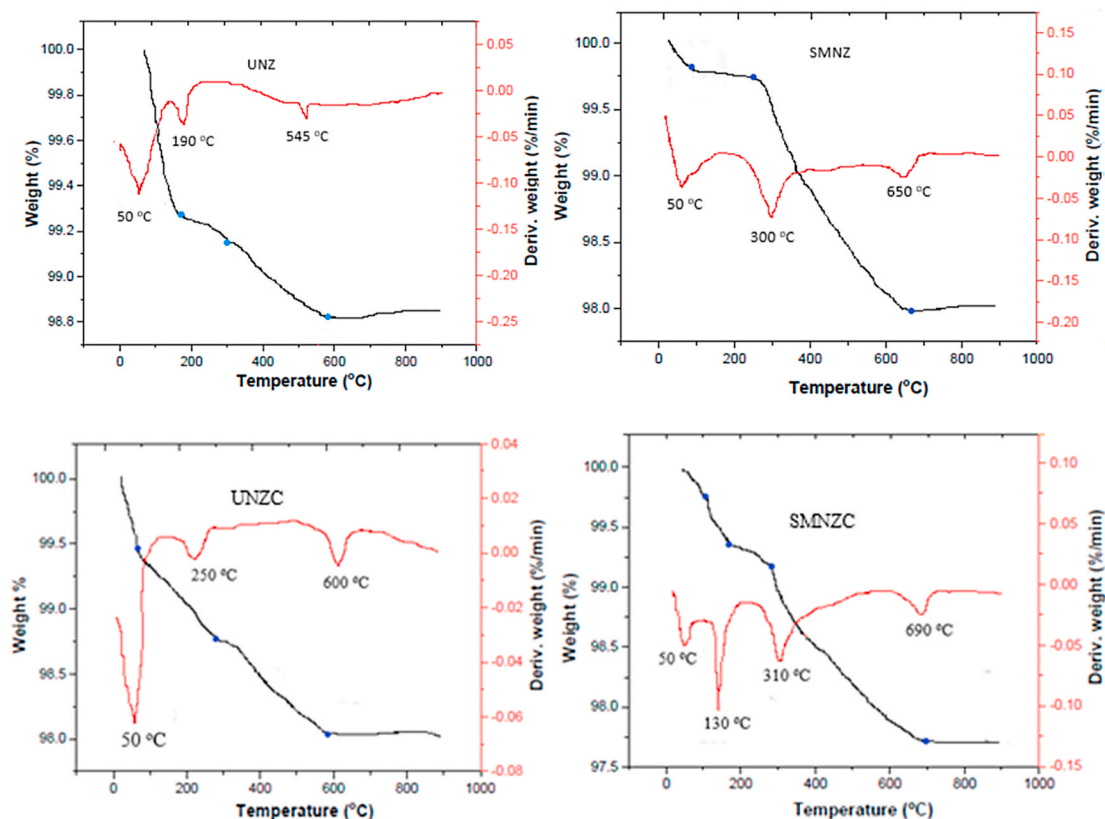 UNZ
Weight (%)
100.0
99.8
99.6
99.4
99.2
99.0
98.8
190 °C
545 °C
50 °C
0.05
0.00
-0.05
-0.10
-0.15
-0.20
-0.25
Deriv. weight (%/min)
0 200 400 600 800 1000
Temperature (°C)
SMNZ
Weight (%)
100.0
99.5
99.0
98.5
98.0
50 °C
300 °C
650 °C
0.15
0.10
0.05
0.00
-0.05
-0.10
-0.15
-0.20
Deriv. weight (%/min)
0 200 400 600 800 1000
Temperature (°C)
UNZC
Weight %
100.0
99.5
99.0
98.5
98.0
250 °C
600 °C
50 °C
0.04
0.02
0.00
-0.02
-0.04
-0.06
-0.08
Deriv. weight (%/min)
0 200 400 600 800 1000
Temperature (°C)
SMNZC
Weight (%)
100.0
99.5
99.0
98.5
98.0
97.5
50 °C
130 °C
310 °C
690 °C
0.10
0.05
0.00
-0.05
-0.10
-0.15
Deriv. weight (%/min)
0 200 400 600 800 1000
Temperature (°C)